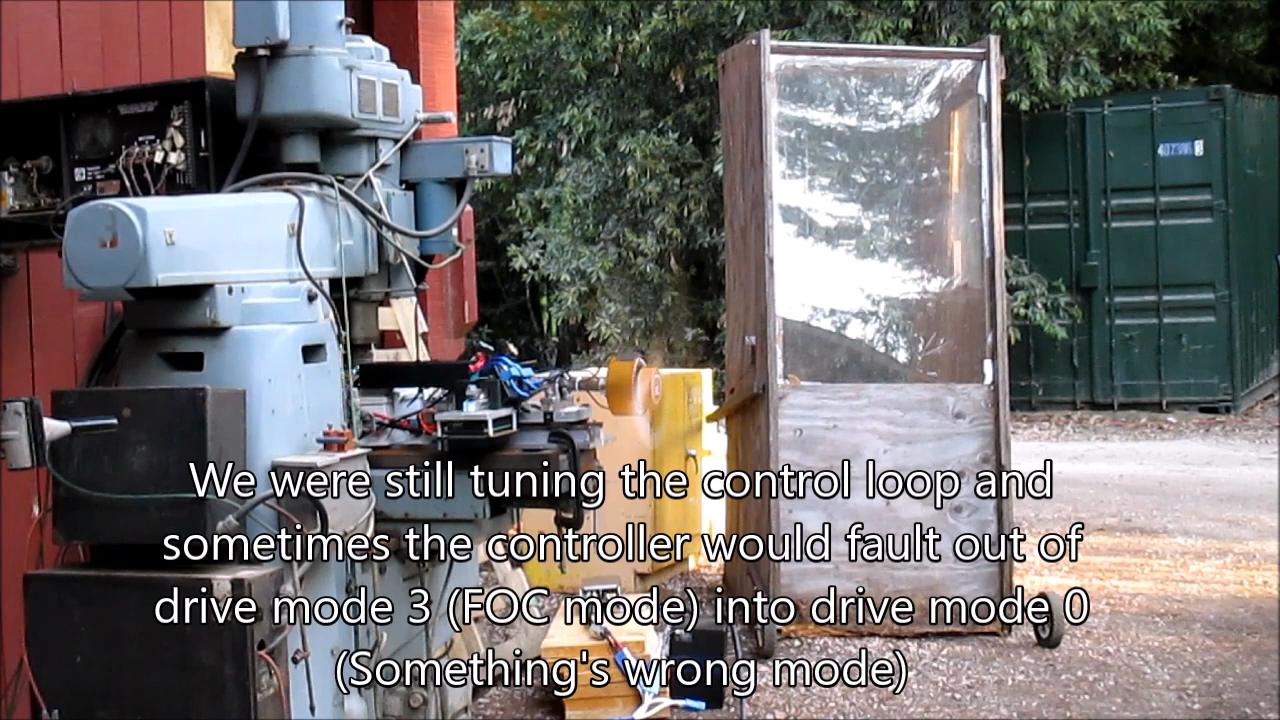 We were still tuning the control loop and
sometimes the controller would fault out of
drive mode 3 (FOC mode) into drive mode 0
(Something's wrong mode)